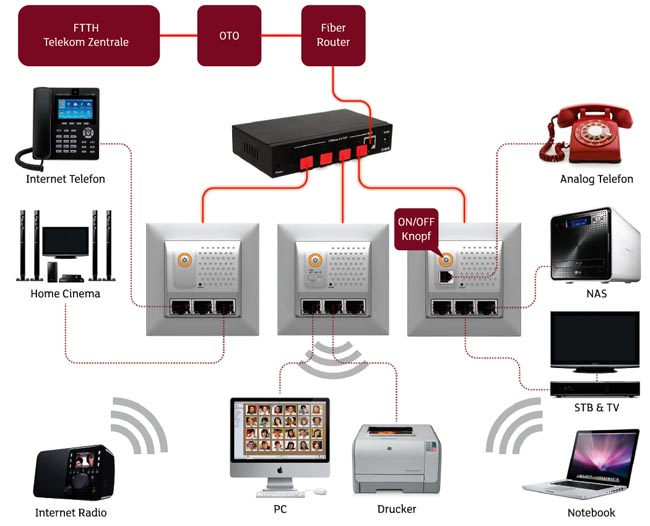 FTTH
Telekom Zentrale
OTO
Fiber
Router
Internet Telefon
Analog Telefon
ON/OFF
Knopf
Home Cinema
NAS
STB & TV
Internet Radio
PC
Drucker
Notebook